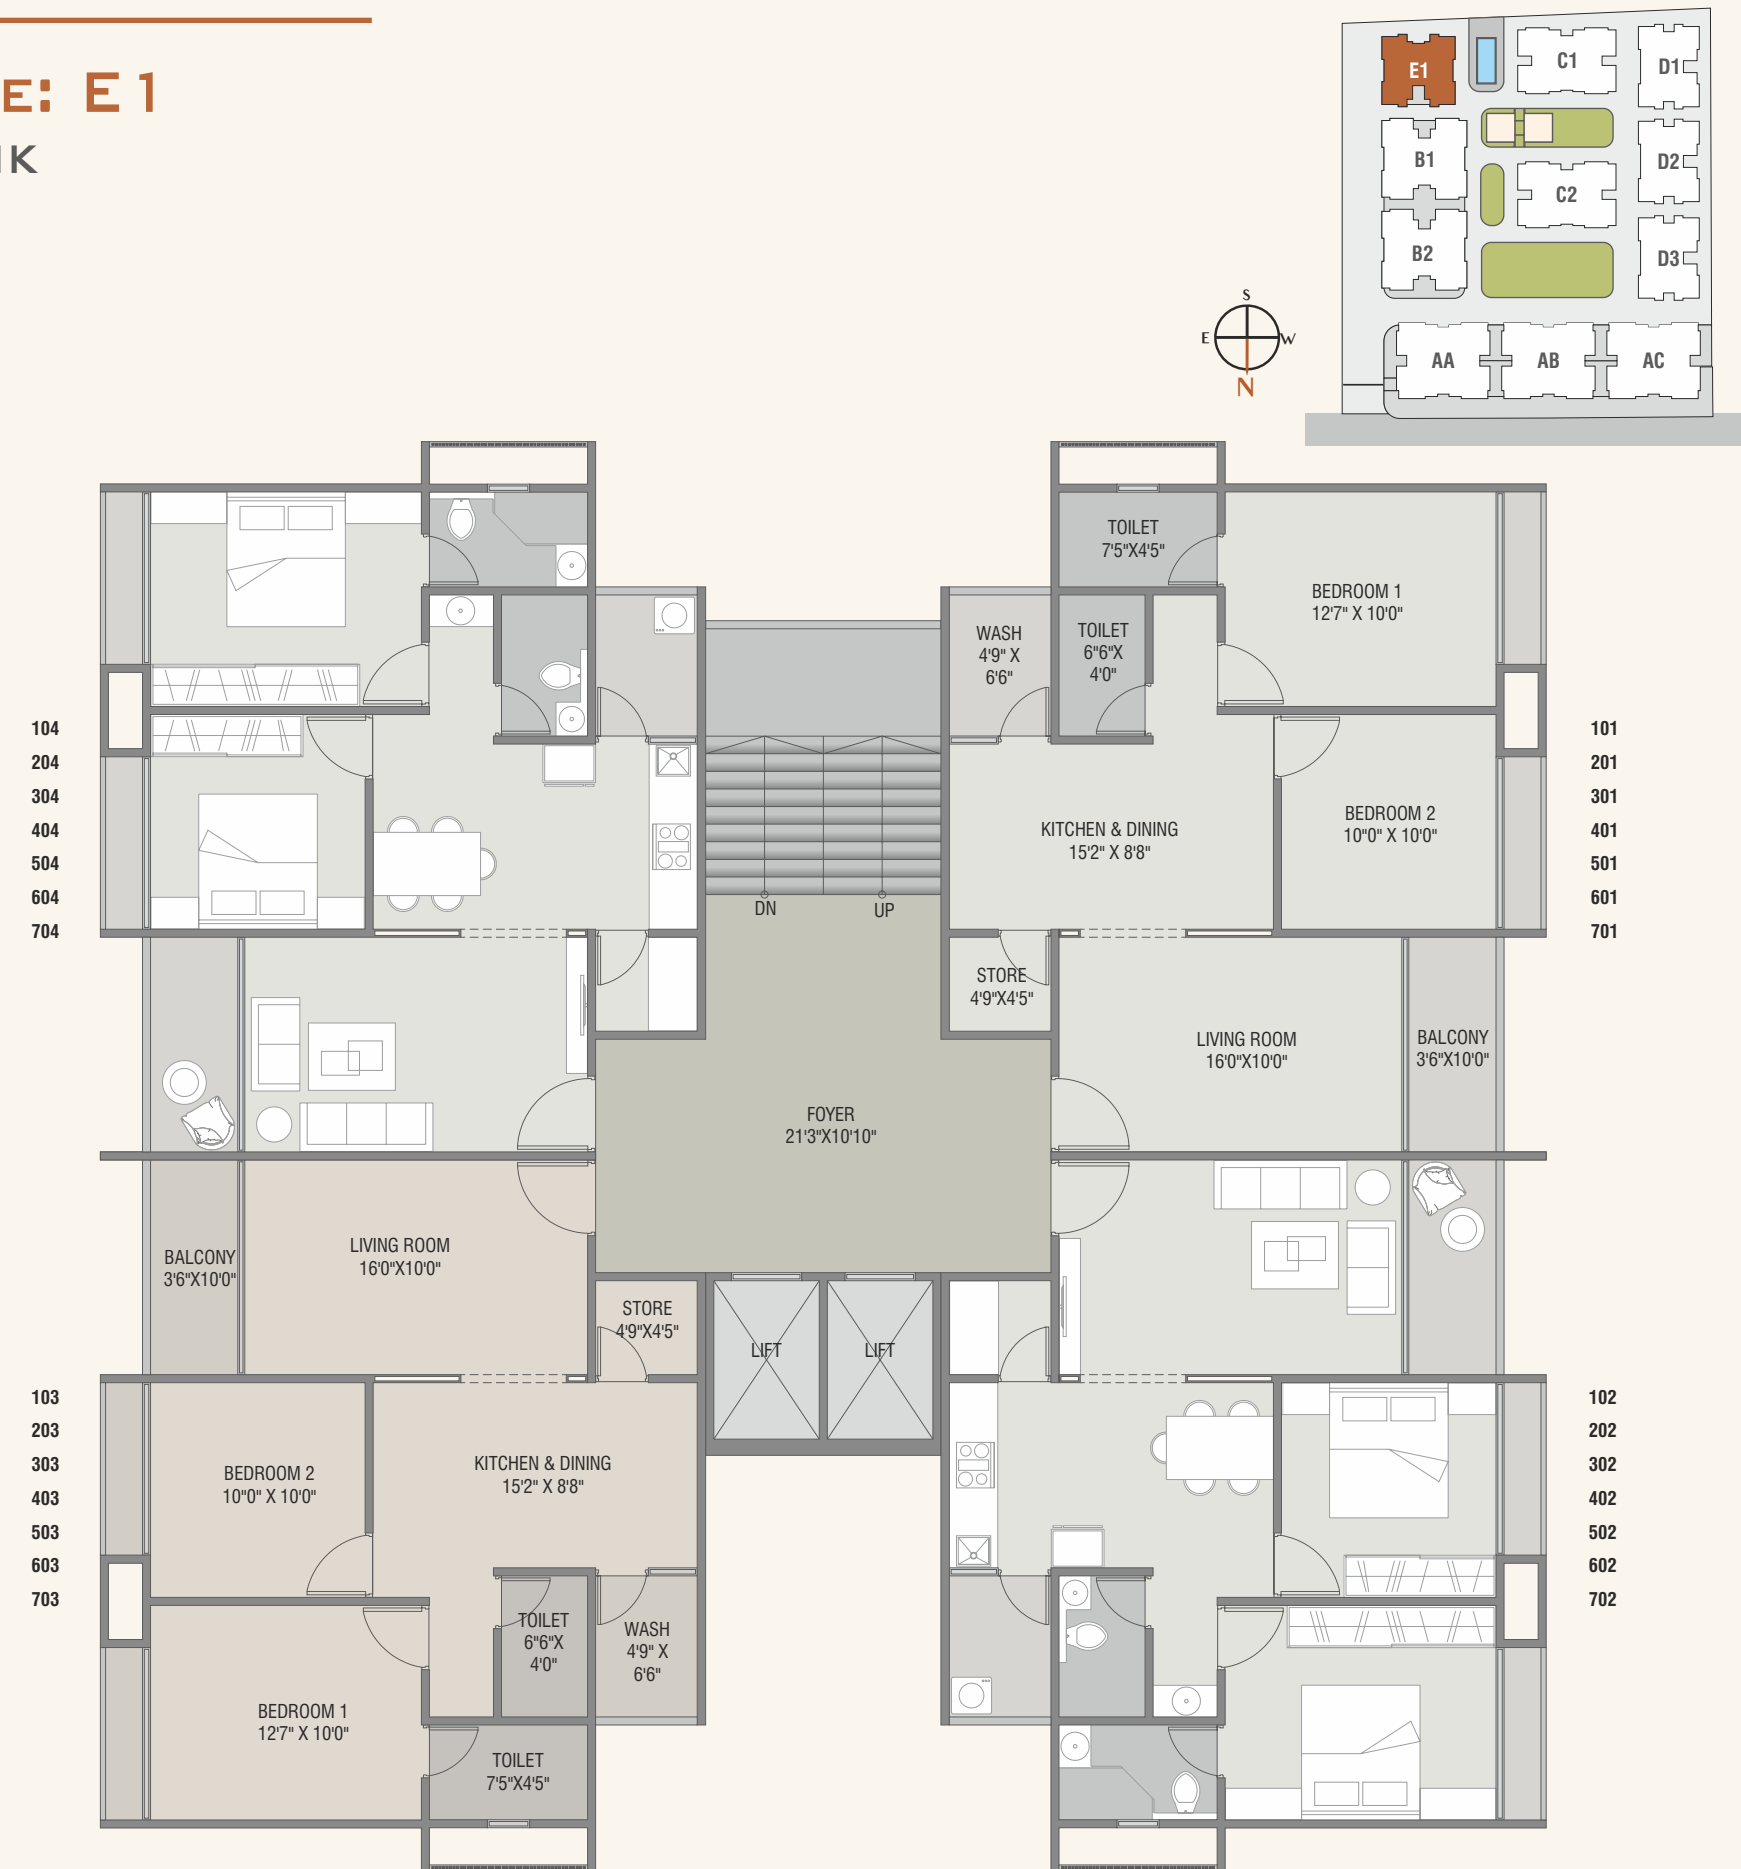 E: E1
HK
E1
C1
D1
B1
D2
C2
B2
D3
AA
AB
AC
S
E
W
N
TOILET
7'5"X4'5"
BEDROOM 1
12'7" X 10'0"
WASH
4'9" X
6'6"
TOILET
6"6"X
4'0"
104
204
304
404
504
604
704
101
201
301
401
501
601
701
KITCHEN & DINING
15'2" X 8'8"
BEDROOM 2
10"0" X 10'0"
DN
UP
STORE
4'9"X4'5"
LIVING ROOM
16'0"X10'0"
BALCONY
3'6"X10'0"
FOYER
21'3"X10'10"
BALCONY
3'6"X10'0"
LIVING ROOM
16'0"X10'0"
STORE
4'9"X4'5"
LIFT
LIFT
103
203
303
403
503
603
703
102
202
302
402
502
602
702
BEDROOM 2
10"0" X 10'0"
KITCHEN & DINING
15'2" X 8'8"
TOILET
6"6"X
4'0"
WASH
4'9" X
6'6"
BEDROOM 1
12'7" X 10'0"
TOILET
7'5"X4'5"